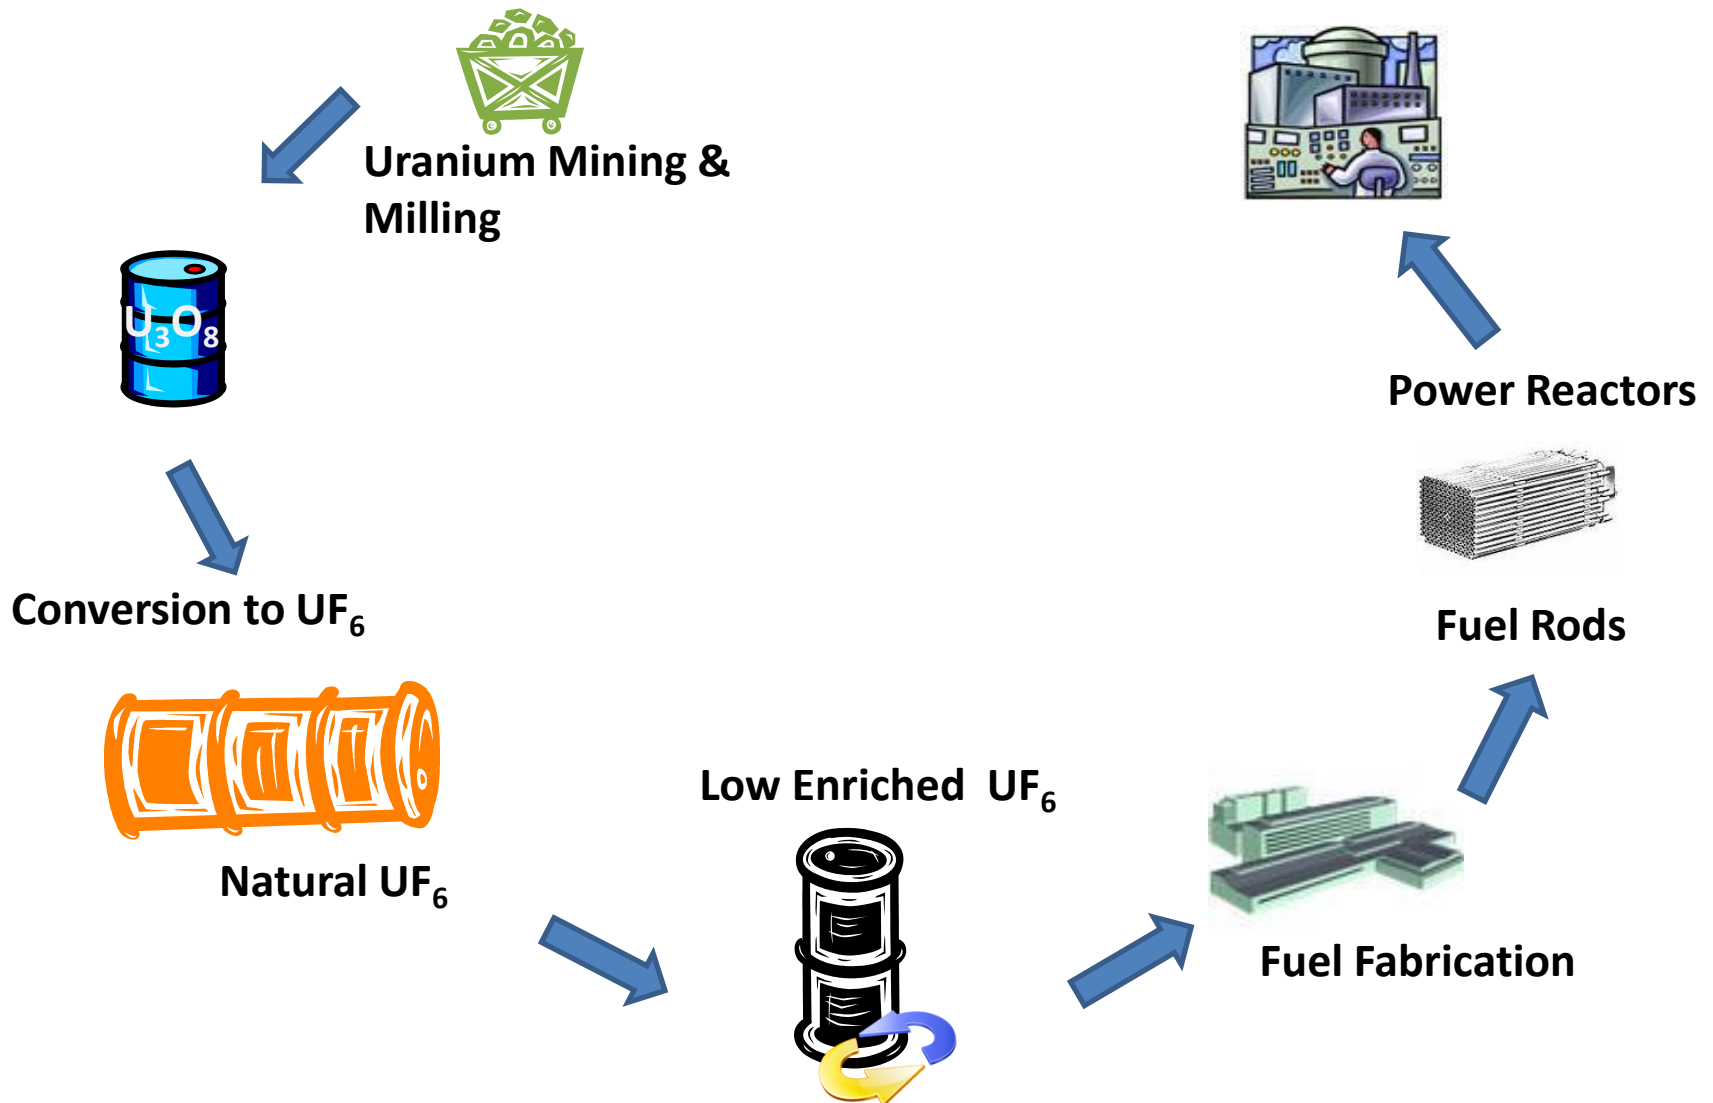 Uranium Mining &
Milling
U₃O₈
Conversion to UF₆
Natural UF₆
Low Enriched  UF₆
Fuel Fabrication
Fuel Rods
Power Reactors